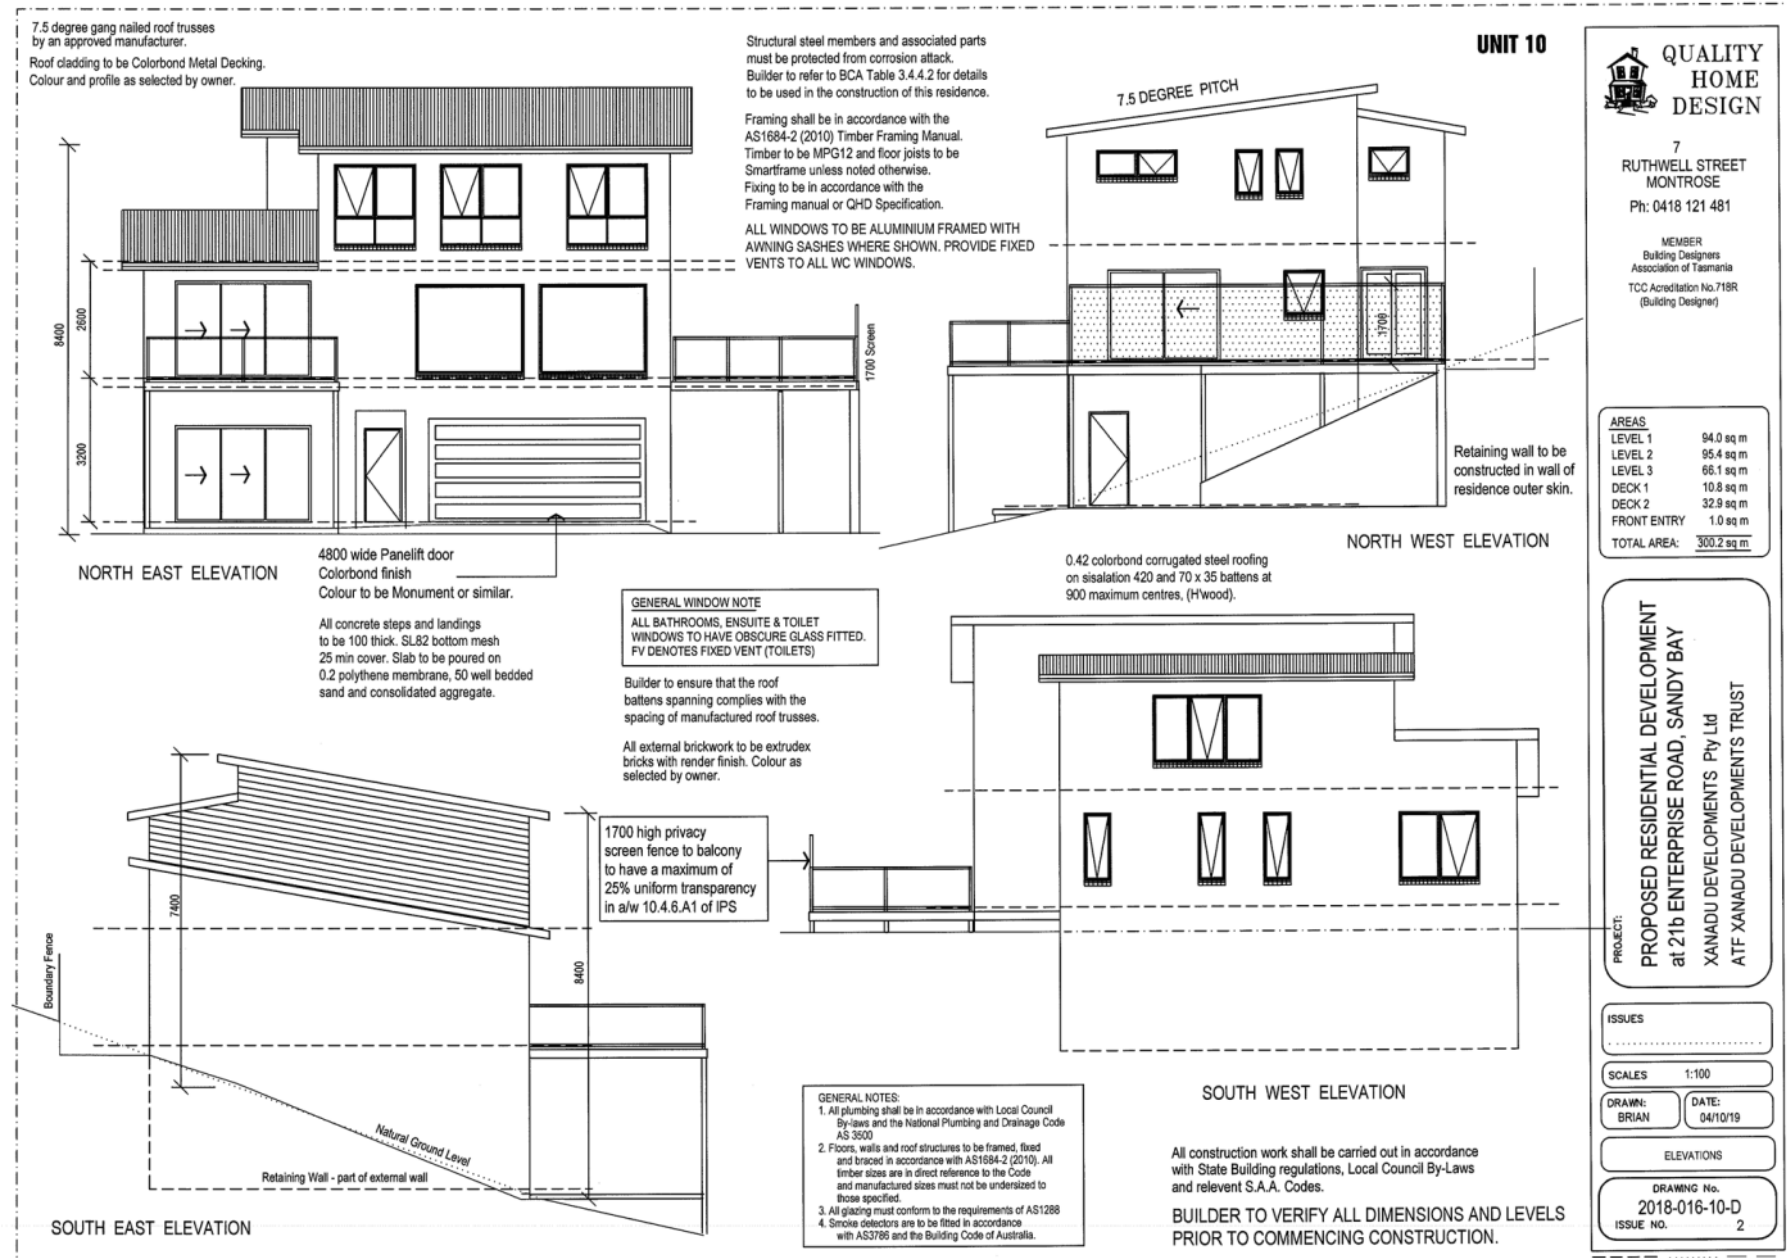 7.5 degree gang nailed roof trusses
by an approved manufacturer.
Roof cladding to be Colorbond Metal Decking.
Colour and profile as selected by owner.
8400
2600
3200
1700 Screen
NORTH EAST ELEVATION
4800 wide Panelift door
Colorbond finish
Colour to be Monument or similar.
All concrete steps and landings
to be 100 thick. SL82 bottom mesh
25 min cover. Slab to be poured on
0.2 polythene membrane, 50 well bedded
sand and consolidated aggregate.
Structural steel members and associated parts
must be protected from corrosion attack.
Builder to refer to BCA Table 3.4.4.2 for details
to be used in the construction of this residence.
Framing shall be in accordance with the
AS1684-2 (2010) Timber Framing Manual.
Timber to be MPG12 and floor joists to be
Smartframe unless noted otherwise.
Fixing to be in accordance with the
Framing manual or QHD Specification.
ALL WINDOWS TO BE ALUMINIUM FRAMED WITH
AWNING SASHES WHERE SHOWN. PROVIDE FIXED
VENTS TO ALL WC WINDOWS.
UNIT 10
7.5 DEGREE PITCH
1700
Retaining wall to be
constructed in wall of
residence outer skin.
NORTH WEST ELEVATION
0.42 colorbond corrugated steel roofing
on sisalation 420 and 70 x 35 battens at
900 maximum centres, (H'wood).
GENERAL WINDOW NOTE
ALL BATHROOMS, ENSUITE & TOILET
WINDOWS TO HAVE OBSCURE GLASS FITTED.
FV DENOTES FIXED VENT (TOILETS)
Builder to ensure that the roof
battens spanning complies with the
spacing of manufactured roof trusses.
All external brickwork to be extrudex
bricks with render finish. Colour as
selected by owner.
1700 high privacy
screen fence to balcony
to have a maximum of
25% uniform transparency
in a/w 10.4.6.A1 of IPS
7400
8400
Boundary Fence
Natural Ground Level
Retaining Wall - part of external wall
SOUTH EAST ELEVATION
GENERAL NOTES:
1. All plumbing shall be in accordance with Local Council
By-laws and the National Plumbing and Drainage Code
AS 3500
2. Floors, walls and roof structures to be framed, fixed
and braced in accordance with AS1684-2 (2010). All
timber sizes are in direct reference to the Code
and manufactured sizes must not be undersized to
those specified.
3. All glazing must conform to the requirements of AS1288
4. Smoke detectors are to be fitted in accordance
with AS3786 and the Building Code of Australia.
SOUTH WEST ELEVATION
All construction work shall be carried out in accordance
with State Building regulations, Local Council By-Laws
and relevent S.A.A. Codes.
BUILDER TO VERIFY ALL DIMENSIONS AND LEVELS
PRIOR TO COMMENCING CONSTRUCTION.
QUALITY
HOME
DESIGN
7
RUTHWELL STREET
MONTROSE
Ph: 0418 121 481
MEMBER
Building Designers
Association of Tasmania
TCC Acreditation No.718R
(Building Designer)
AREAS
LEVEL 1 94.0 sq m
LEVEL 2 95.4 sq m
LEVEL 3 66.1 sq m
DECK 1 10.8 sq m
DECK 2 32.9 sq m
FRONT ENTRY 1.0 sq m
TOTAL AREA: 300.2 sq m
PROJECT:
PROPOSED RESIDENTIAL DEVELOPMENT
at 21b ENTERPRISE ROAD, SANDY BAY
XANADU DEVELOPMENTS Pty Ltd
ATF XANADU DEVELOPMENTS TRUST
ISSUES
SCALES 1:100
DRAWN:
BRIAN
DATE:
04/10/19
ELEVATIONS
DRAWING No.
2018-016-10-D
ISSUE NO. 2